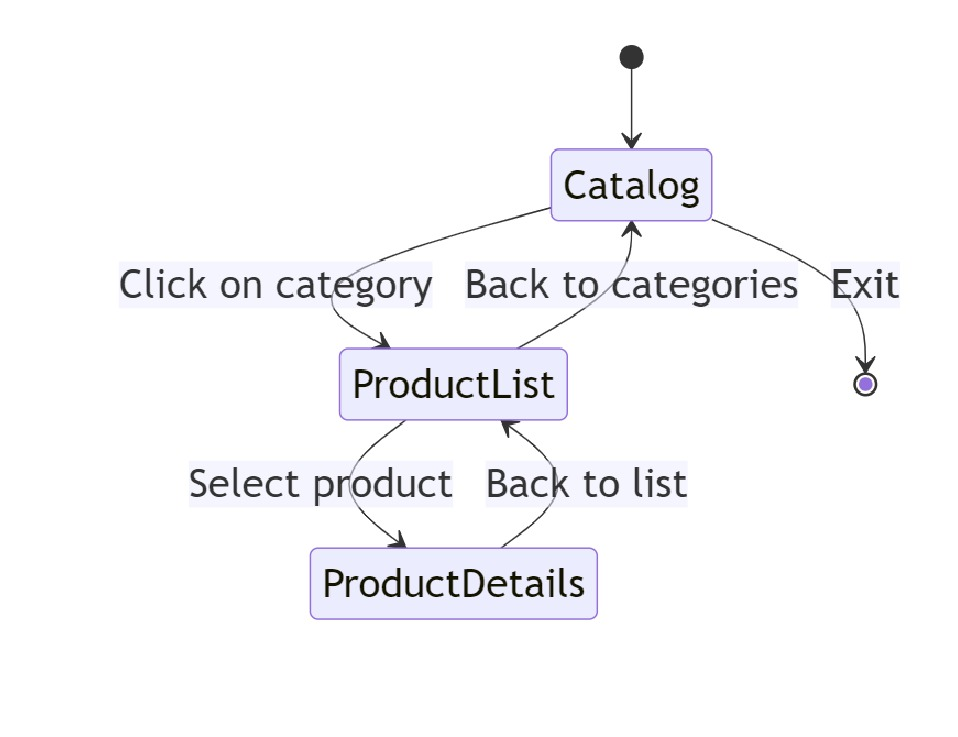 Catalog
Click on category
Back to categories
Exit
ProductList
Select product
Back to list
ProductDetails